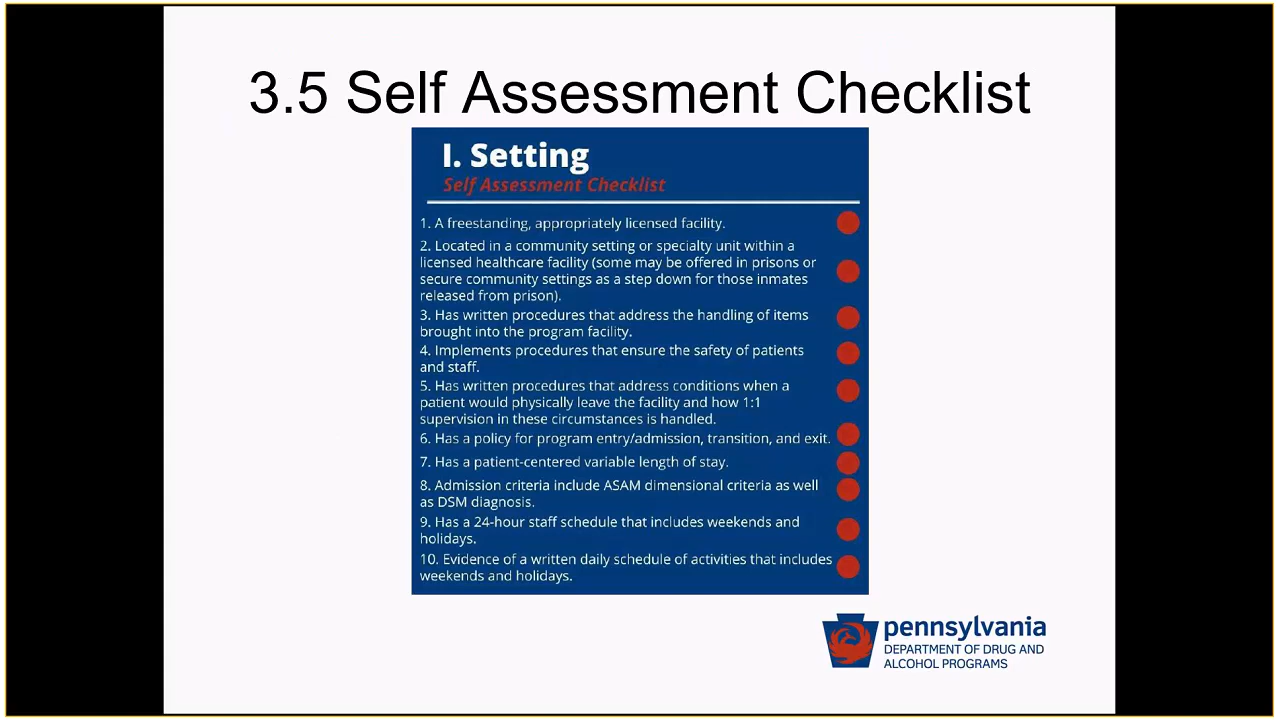 3.5 Self Assessment Checklist
I. Setting
Self Assessment Checklist
1. A freestanding, appropriately licensed facility.
2. Located in a community setting or specialty unit within a
licensed healthcare facility (some may be offered in prisons or
secure community settings as a step down for those inmates
released from prison).
3. Has written procedures that address the handling of items
brought into the program facility.
4. Implements procedures that ensure the safety of patients
and staff.
5. Has written procedures that address conditions when a
patient would physically leave the facility and how 1:1
supervision in these circumstances is handled.
6. Has a policy for program entry/admission, transition, and exit.
7. Has a patient-centered variable length of stay.
8. Admission criteria include ASAM dimensional criteria as well
as DSM diagnosis.
9. Has a 24-hour staff schedule that includes weekends and
holidays.
10. Evidence of a written daily schedule of activities that includes
weekends and holidays.
pennsylvania
DEPARTMENT OF DRUG AND
ALCOHOL PROGRAMS